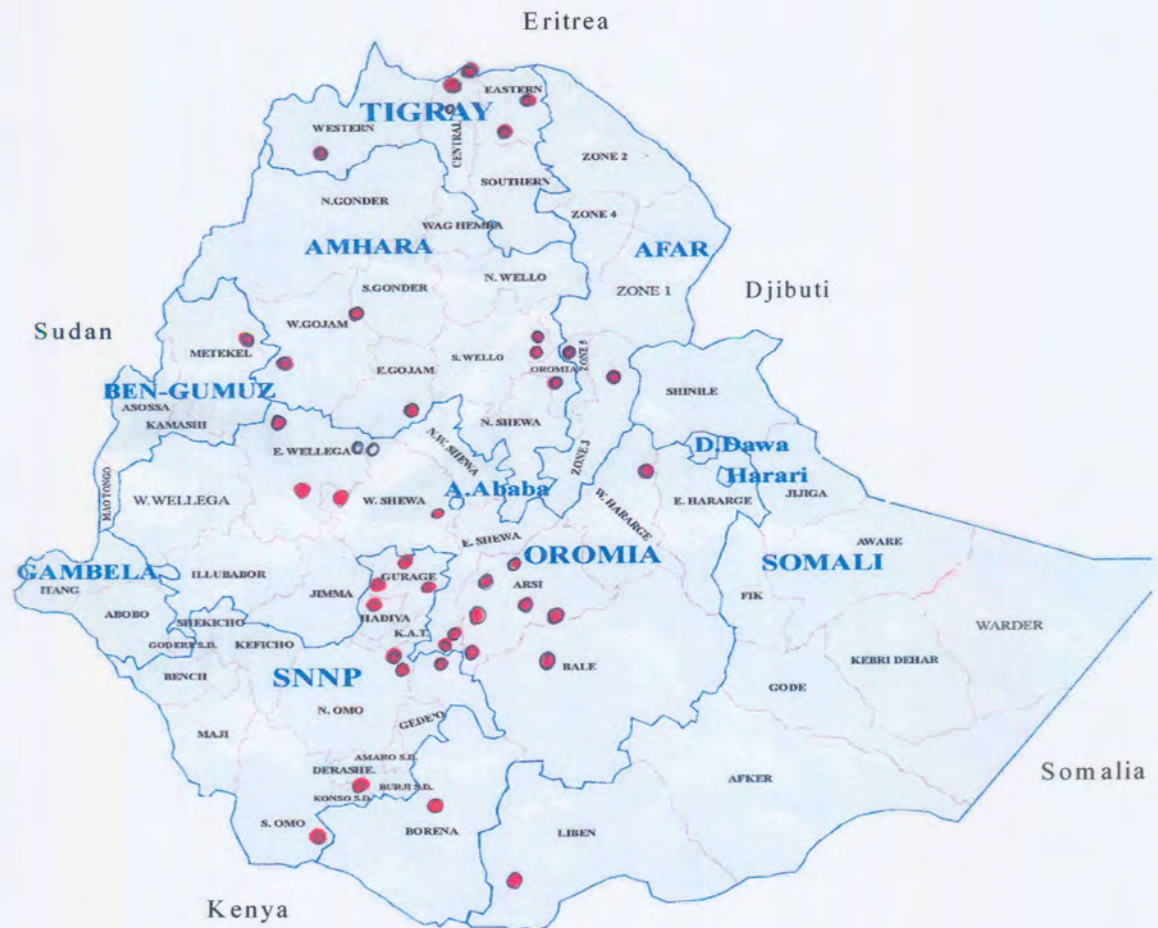 Eritrea
EASTERN
TIGRAY
WESTERN
CENTRAL
ZONE 2
SOUTHERN
N.GONDER
ZONE 4
WAG HEMRA
AMHARA
AFAR
N. WELLO
S.GONDER
ZONE 1
Djibuti
W.GOJAM
Sudan
METEKEL
S. WELLO
ZONE 5
OROMIA
E.GOJAM
BEN-GUMUZ
SHINILE
ASSOSA
KAMASHI
N. SHEWA
N.W. SHEWA
D.Dawa
E. WELLEGA
ZONE 3
Harari
MAO TONGO
W. WELLEGA
W. SHEWA
A.Ababa
E. HARARGE
JIJIGA
W. HARARGE
E. SHEWA
AWARE
OROMIA
SOMALI
GAMBELA
ILLUBABOR
GURAGE
ITANG
JIMMA
ARSI
FIK
ABOBO
HADIYA
SHEKICHO
WARDER
K.A.T.
GODERE S.D.
KEFICHO
KEBRI DEHAR
BALE
BENCH
SNNP
GODE
N. OMO
GEDE'O
MAJI
AMARO S.D.
DERASHE.
Somalia
AFKER
BURJI S.D.
KONSO S.D.
S. OMO
BORENA
LIBEN
Kenya